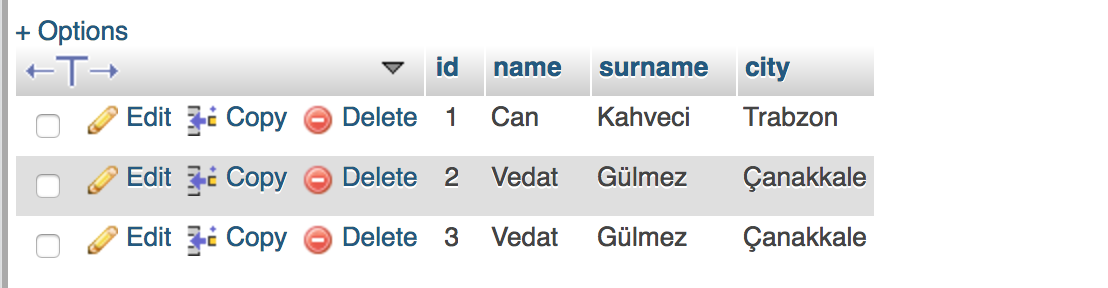 + Options
←T→ id name surname city
Edit Copy Delete 1 Can Kahveci Trabzon
Edit Copy Delete 2 Vedat Gülmez Çanakkale
Edit Copy Delete 3 Vedat Gülmez Çanakkale